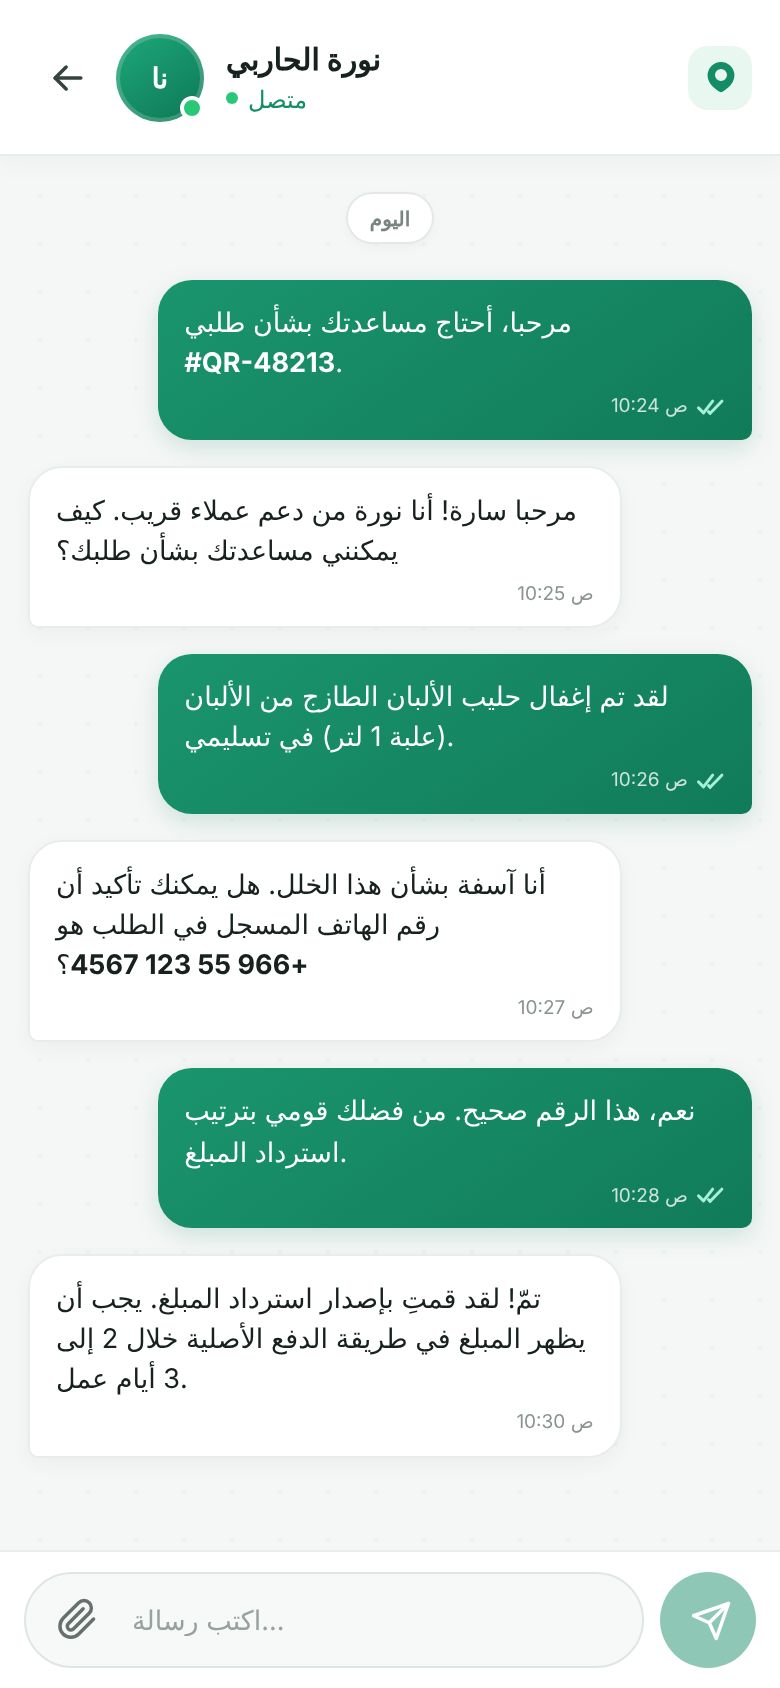 نا
نورة الحاربي
متصل
اليوم
مرحبا، أحتاج مساعدتك بشأن طلبي
#QR-48213.
10:24 ص
مرحبا سارة! أنا نورة من دعم عملاء قريب. كيف
يمكنني مساعدتك بشأن طلبك؟
10:25 ص
لقد تم إغفال حليب الألبان الطازج من الألبان
(علبة 1 لتر) في تسليمي.
10:26 ص
أنا آسفة بشأن هذا الخلل. هل يمكنك تأكيد أن
رقم الهاتف المسجل في الطلب هو
+966 55 123 4567؟
10:27 ص
نعم، هذا الرقم صحيح. من فضلك قومي بترتيب
استرداد المبلغ.
10:28 ص
تمّ! لقد قمتِ بإصدار استرداد المبلغ. يجب أن
يظهر المبلغ في طريقة الدفع الأصلية خلال 2 إلى
3 أيام عمل.
10:30 ص
اكتب رسالة...